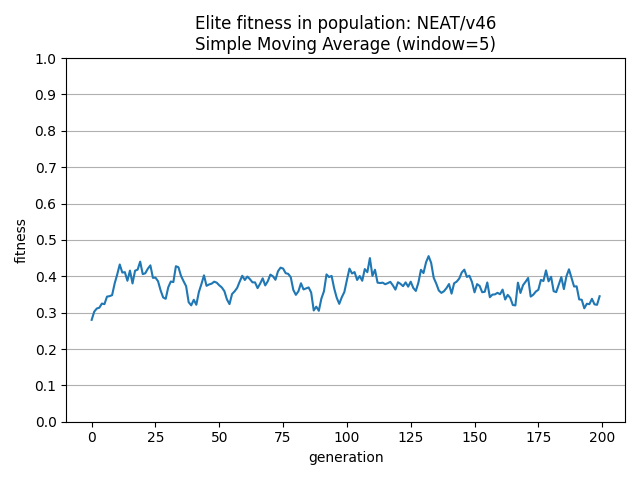 Elite fitness in population: NEAT/v46
Simple Moving Average (window=5)
1.0
0.9
0.8
0.7
0.6
0.5
0.4
0.3
0.2
0.1
0.0
fitness
0 25 50 75 100 125 150 175 200
generation